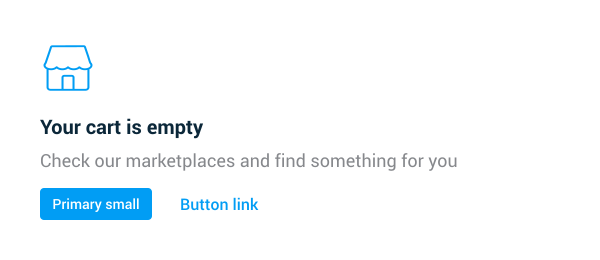 Your cart is empty
Check our marketplaces and find something for you
Primary small
Button link